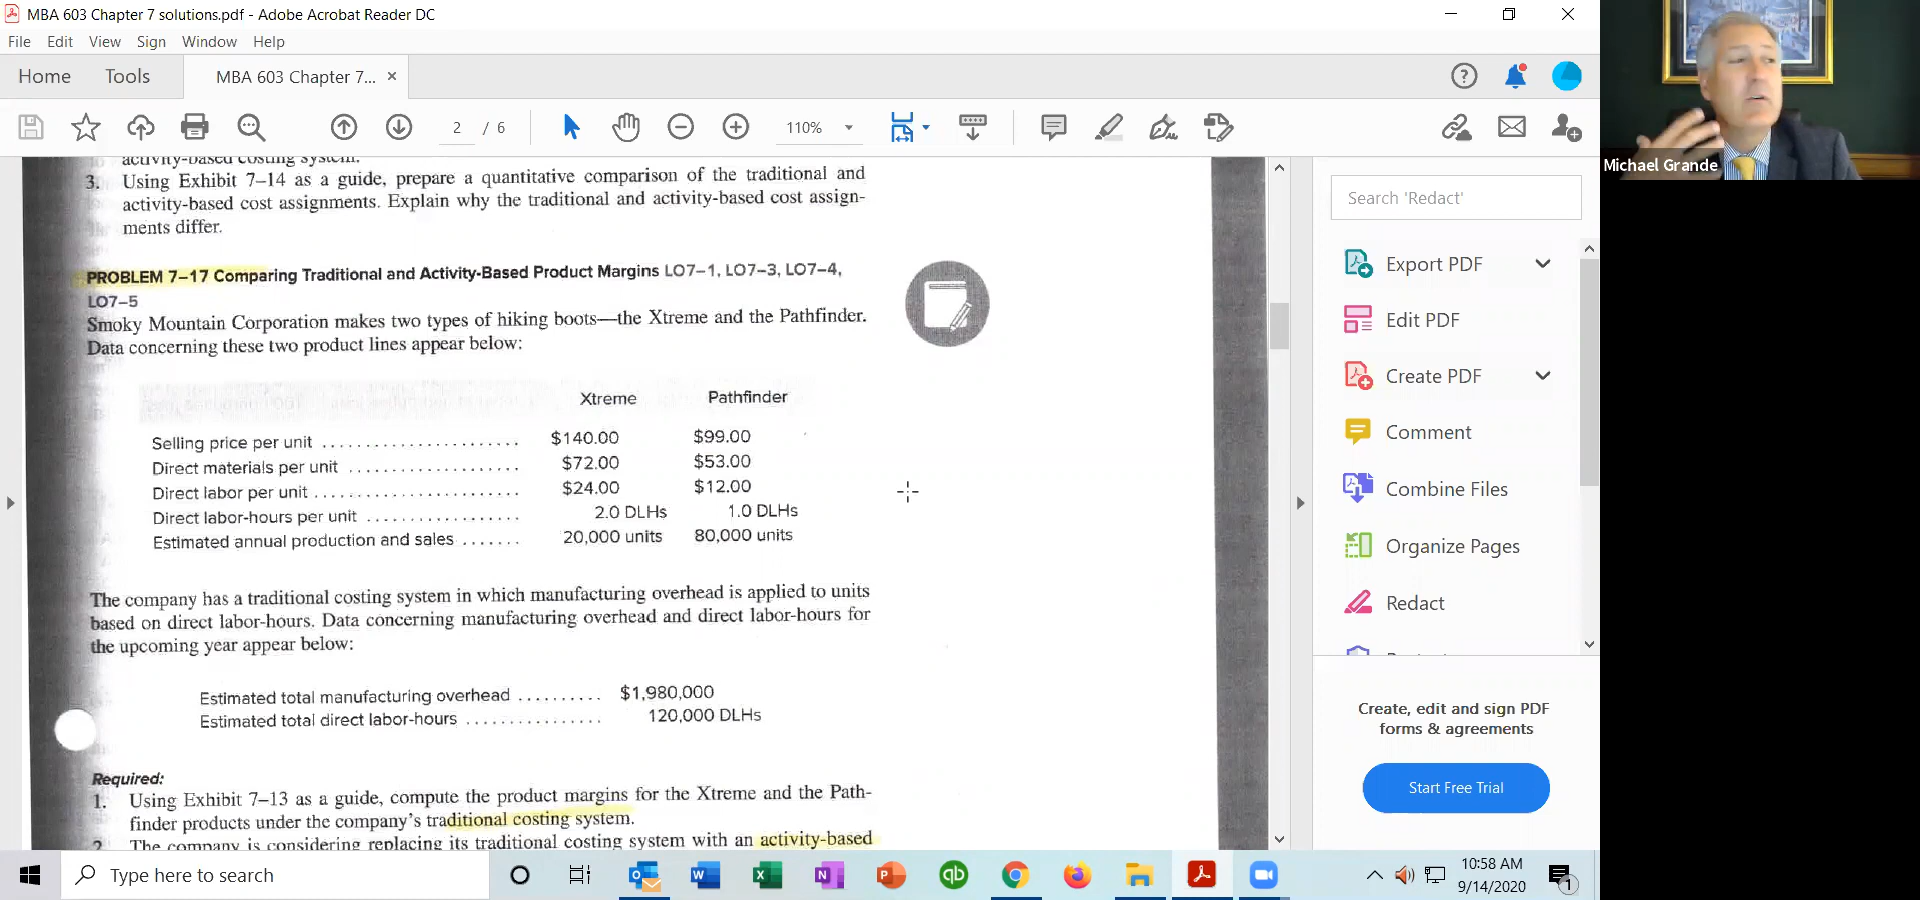 MBA 603 Chapter 7 solutions.pdf - Adobe Acrobat Reader DC
File Edit View Sign Window Help
Home Tools MBA 603 Chapter 7... ×
2 / 6 110%
activity-based costing system.
3. Using Exhibit 7–14 as a guide, prepare a quantitative comparison of the traditional and
activity-based cost assignments. Explain why the traditional and activity-based cost assign-
ments differ.
PROBLEM 7–17 Comparing Traditional and Activity-Based Product Margins LO7–1, LO7–3, LO7–4,
LO7–5
Smoky Mountain Corporation makes two types of hiking boots—the Xtreme and the Pathfinder.
Data concerning these two product lines appear below:
Xtreme Pathfinder
Selling price per unit ...................... $140.00 $99.00
Direct materials per unit ................... $72.00 $53.00
Direct labor per unit ....................... $24.00 $12.00
Direct labor-hours per unit ................. 2.0 DLHs 1.0 DLHs
Estimated annual production and sales ....... 20,000 units 80,000 units
The company has a traditional costing system in which manufacturing overhead is applied to units
based on direct labor-hours. Data concerning manufacturing overhead and direct labor-hours for
the upcoming year appear below:
Estimated total manufacturing overhead .......... $1,980,000
Estimated total direct labor-hours ................ 120,000 DLHs
Required:
1. Using Exhibit 7–13 as a guide, compute the product margins for the Xtreme and the Path-
finder products under the company's traditional costing system.
2. The company is considering replacing its traditional costing system with an activity-based
Search 'Redact'
Export PDF
Edit PDF
Create PDF
Comment
Combine Files
Organize Pages
Redact
Create, edit and sign PDF
forms & agreements
Start Free Trial
Michael Grande
Type here to search
10:58 AM
9/14/2020
1